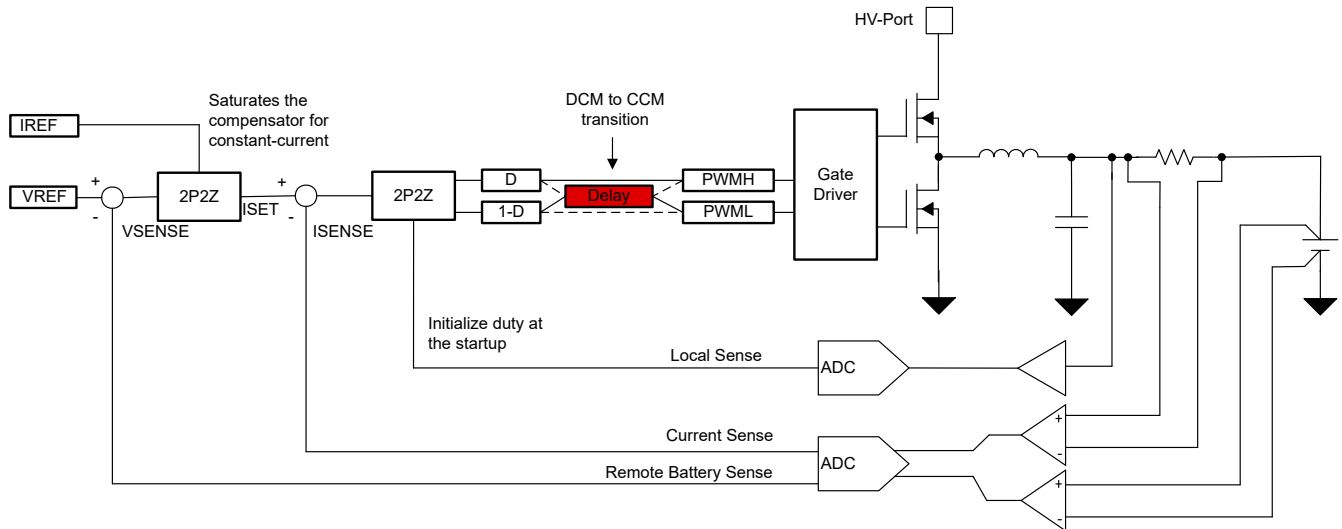 HV-Port
Saturates the
compensator for
constant-current
DCM to CCM
transition
IREF
VREF
+
-
VSENSE
2P2Z
ISET
+
-
ISENSE
2P2Z
D
1-D
Delay
PWMH
PWML
Gate
Driver
Initialize duty at
the startup
Local Sense
ADC
Current Sense
Remote Battery Sense
ADC
+
-
+
-